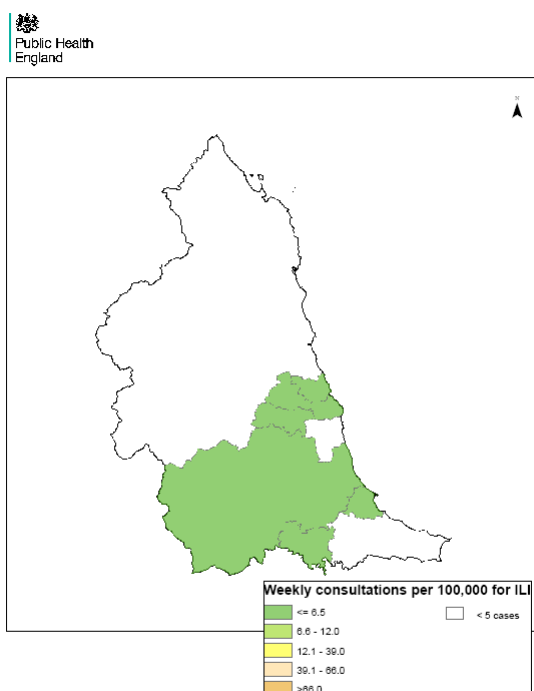 Public Health
England
Weekly consultations per 100,000 for ILI
<= 6.5
< 5 cases
6.6 - 12.0
12.1 - 39.0
39.1 - 66.0
>66.0